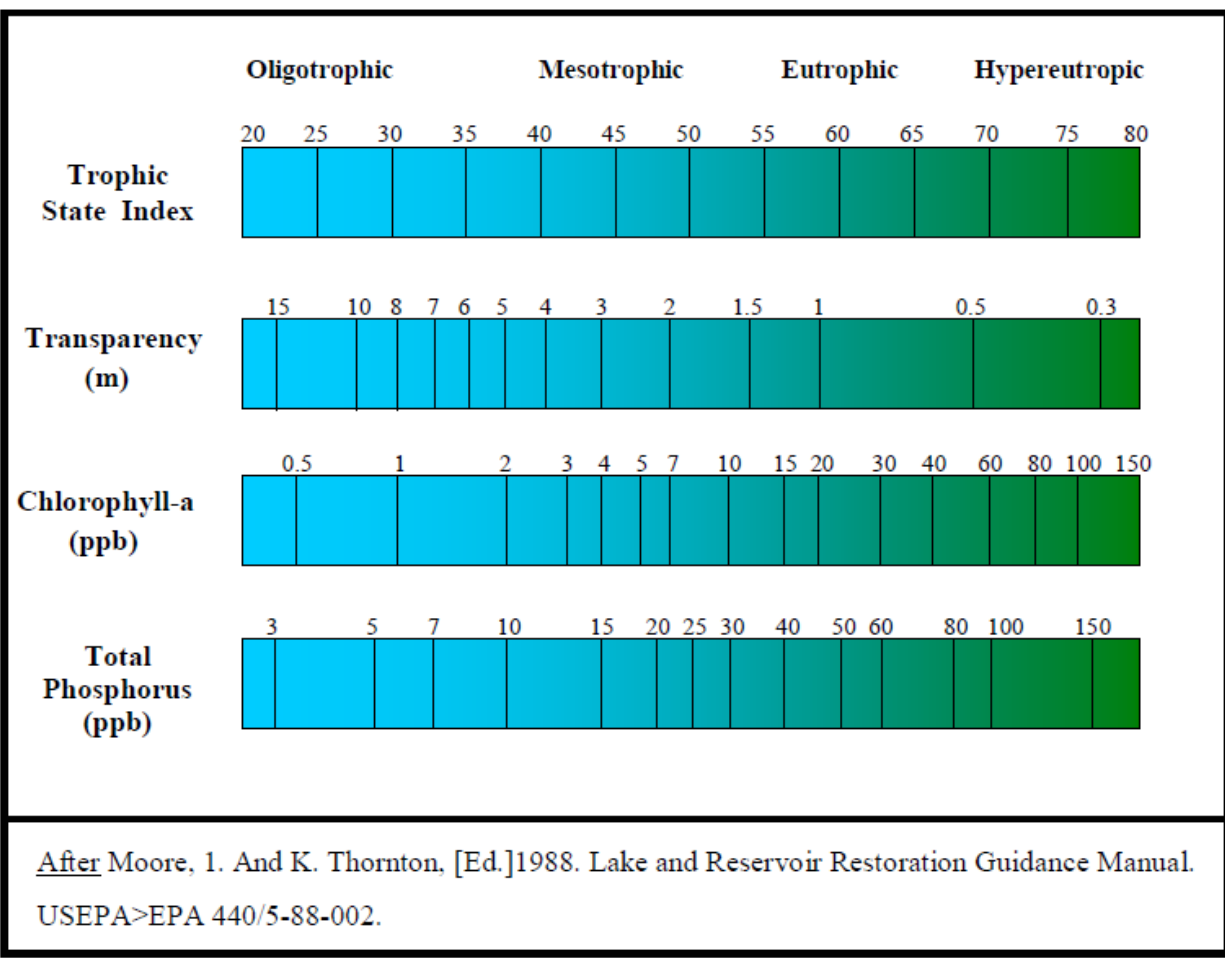 Oligotrophic Mesotrophic Eutrophic Hypereutropic
20 25 30 35 40 45 50 55 60 65 70 75 80
Trophic
State Index
15 10 8 7 6 5 4 3 2 1.5 1 0.5 0.3
Transparency
(m)
0.5 1 2 3 4 5 7 10 15 20 30 40 60 80 100 150
Chlorophyll-a
(ppb)
3 5 7 10 15 20 25 30 40 50 60 80 100 150
Total
Phosphorus
(ppb)
After Moore, 1. And K. Thornton, [Ed.]1988. Lake and Reservoir Restoration Guidance Manual.
USEPA>EPA 440/5-88-002.